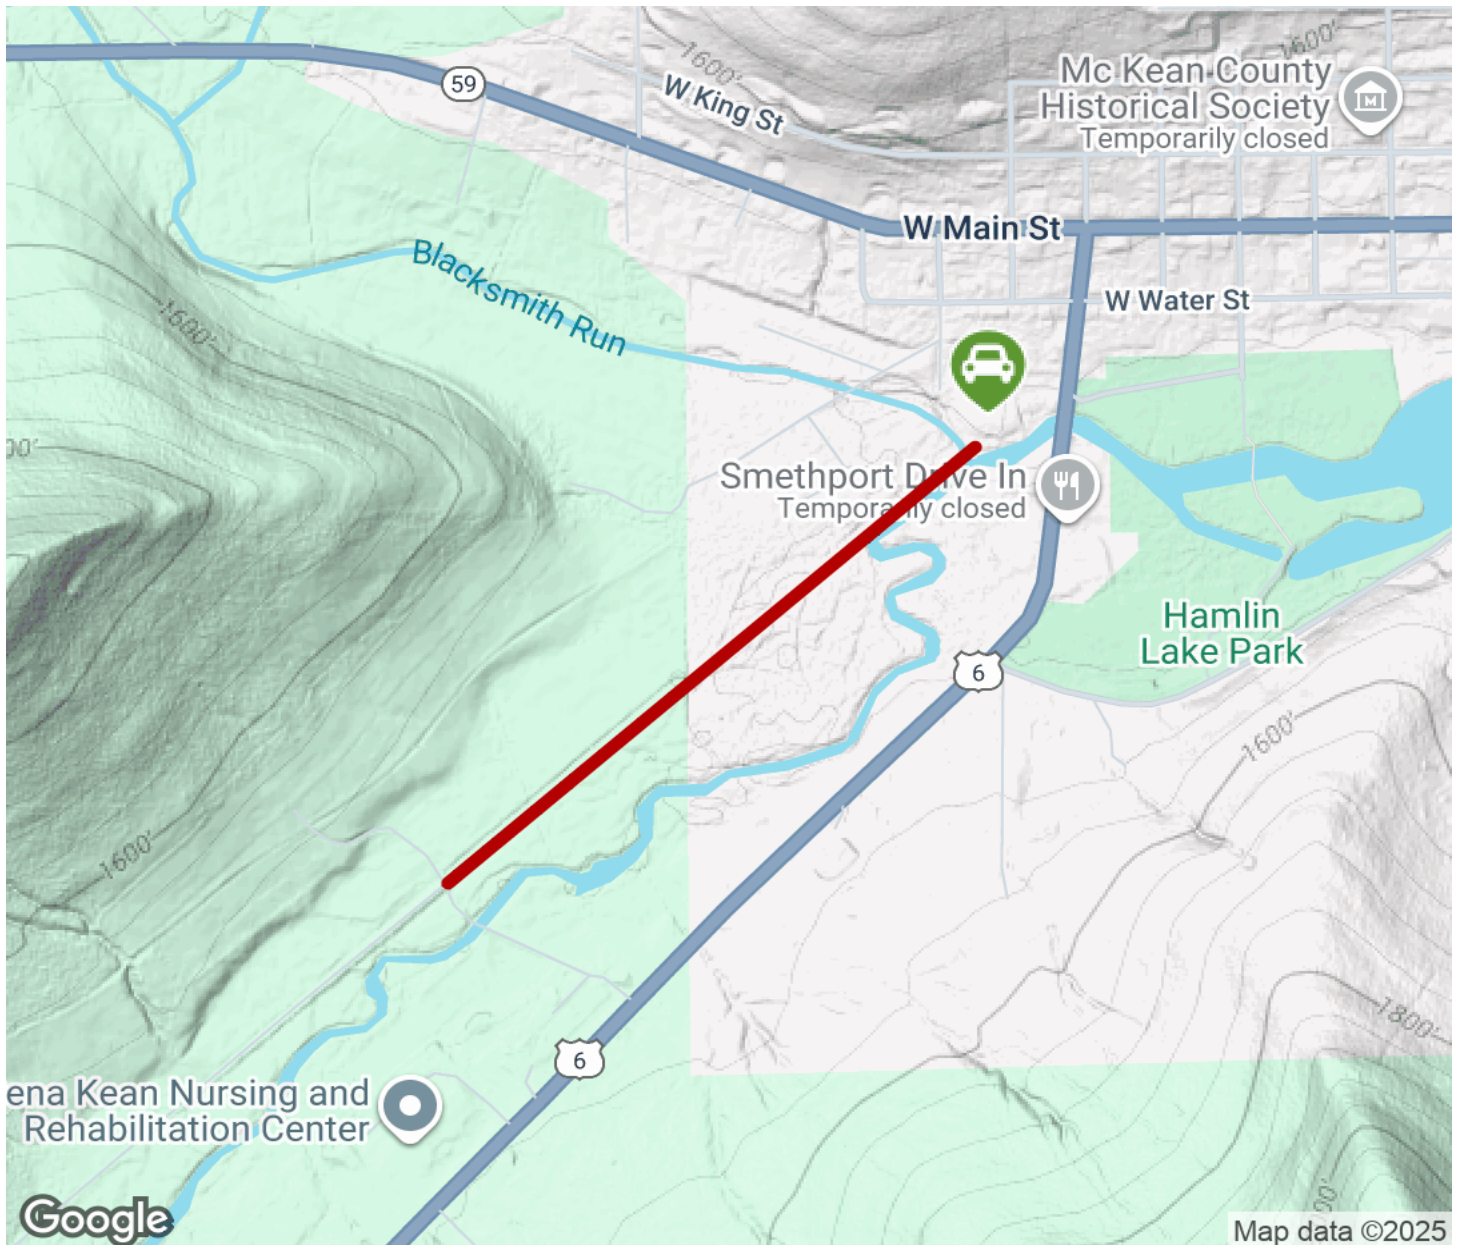 1600'
1600'
59
W King St
Mc Kean County
Historical Society
Temporarily closed
W Main St
Blacksmith Run
W Water St
1600'
00'
Smethport Drive In
Temporarily closed
Hamlin
Lake Park
6
1600'
1600'
1800'
6
ena Kean Nursing and
Rehabilitation Center
00'
Google
Map data ©2025